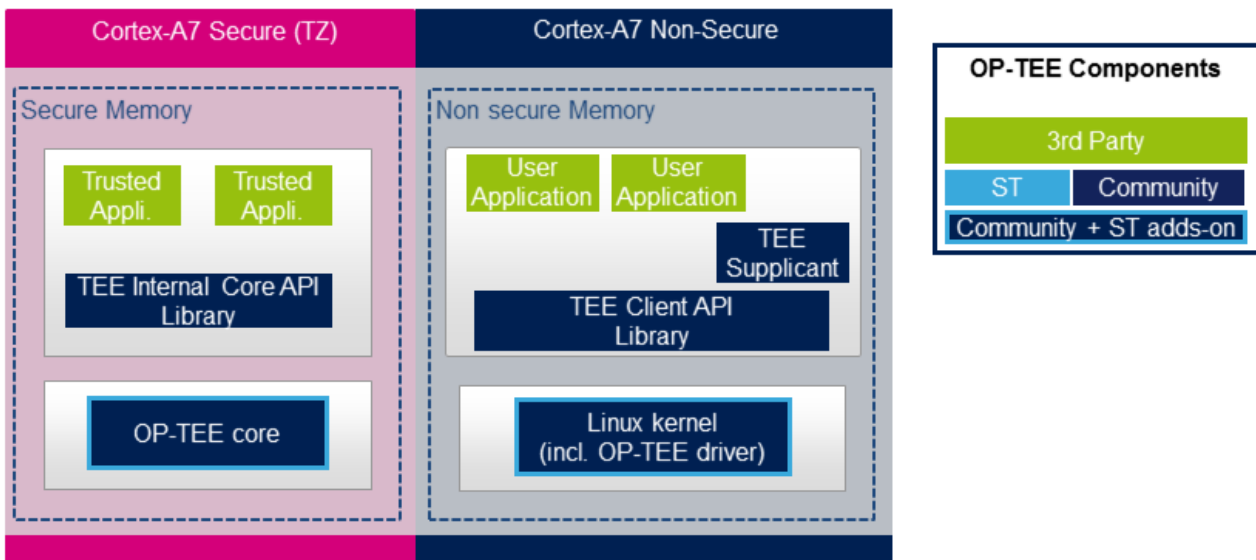 Cortex-A7 Secure (TZ)
Cortex-A7 Non-Secure
Secure Memory
Trusted
Appli.
Trusted
Appli.
TEE Internal Core API
Library
OP-TEE core
Non secure Memory
User
Application
User
Application
TEE
Supplicant
TEE Client API
Library
Linux kernel
(incl. OP-TEE driver)
OP-TEE Components
3rd Party
ST
Community
Community + ST adds-on